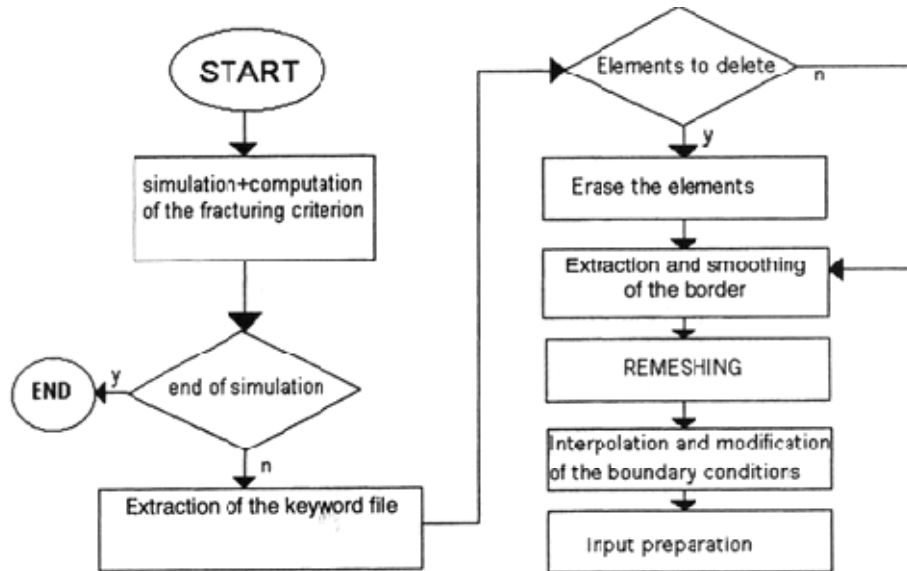 START
simulation+computation
of the fracturing criterion
end of simulation
y
END
n
Extraction of the keyword file
Elements to delete
n
y
Erase the elements
Extraction and smoothing
of the border
REMESHING
Interpolation and modification
of the boundary conditions
Input preparation